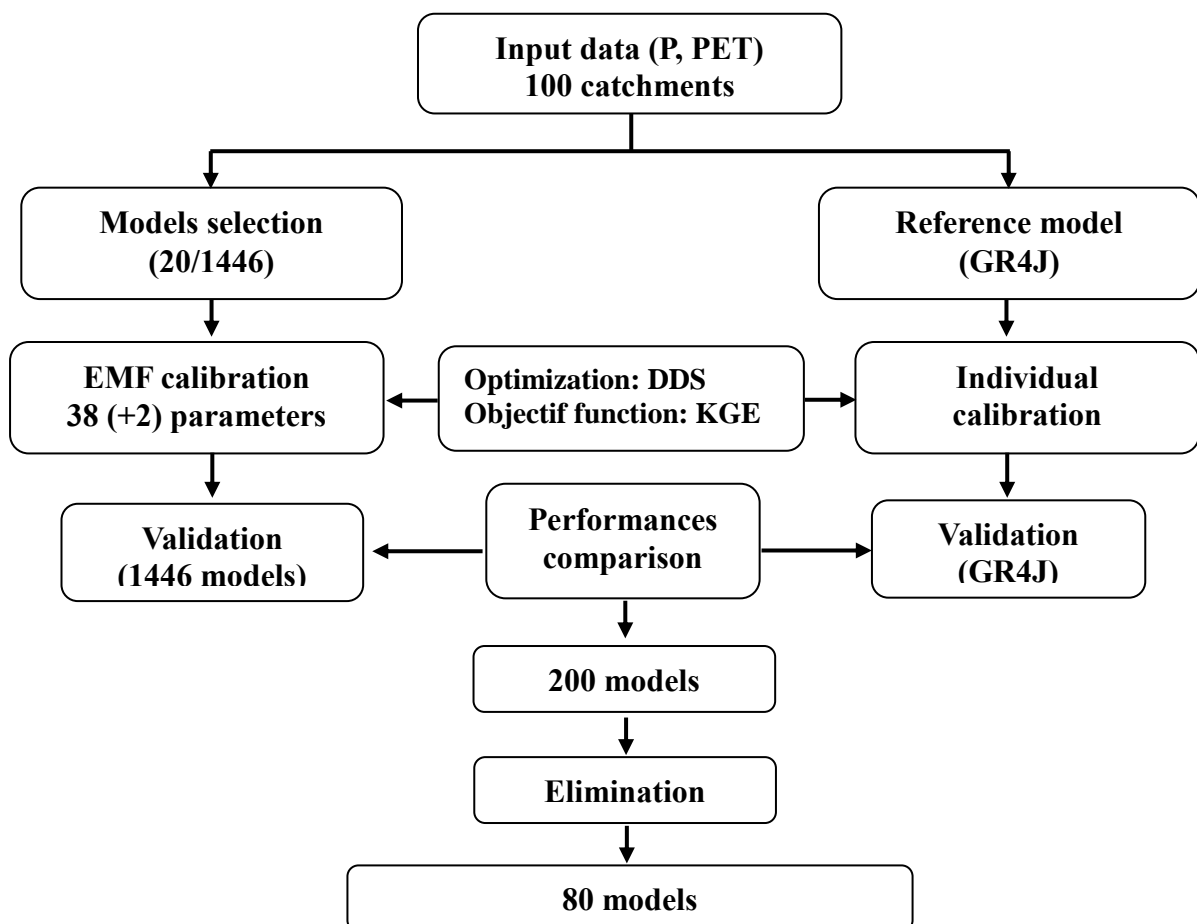 Input data (P, PET)
100 catchments
Models selection
(20/1446)
Reference model
(GR4J)
EMF calibration
38 (+2) parameters
Optimization: DDS
Objectif function: KGE
Individual
calibration
Validation
(1446 models)
Performances
comparison
Validation
(GR4J)
200 models
Elimination
80 models